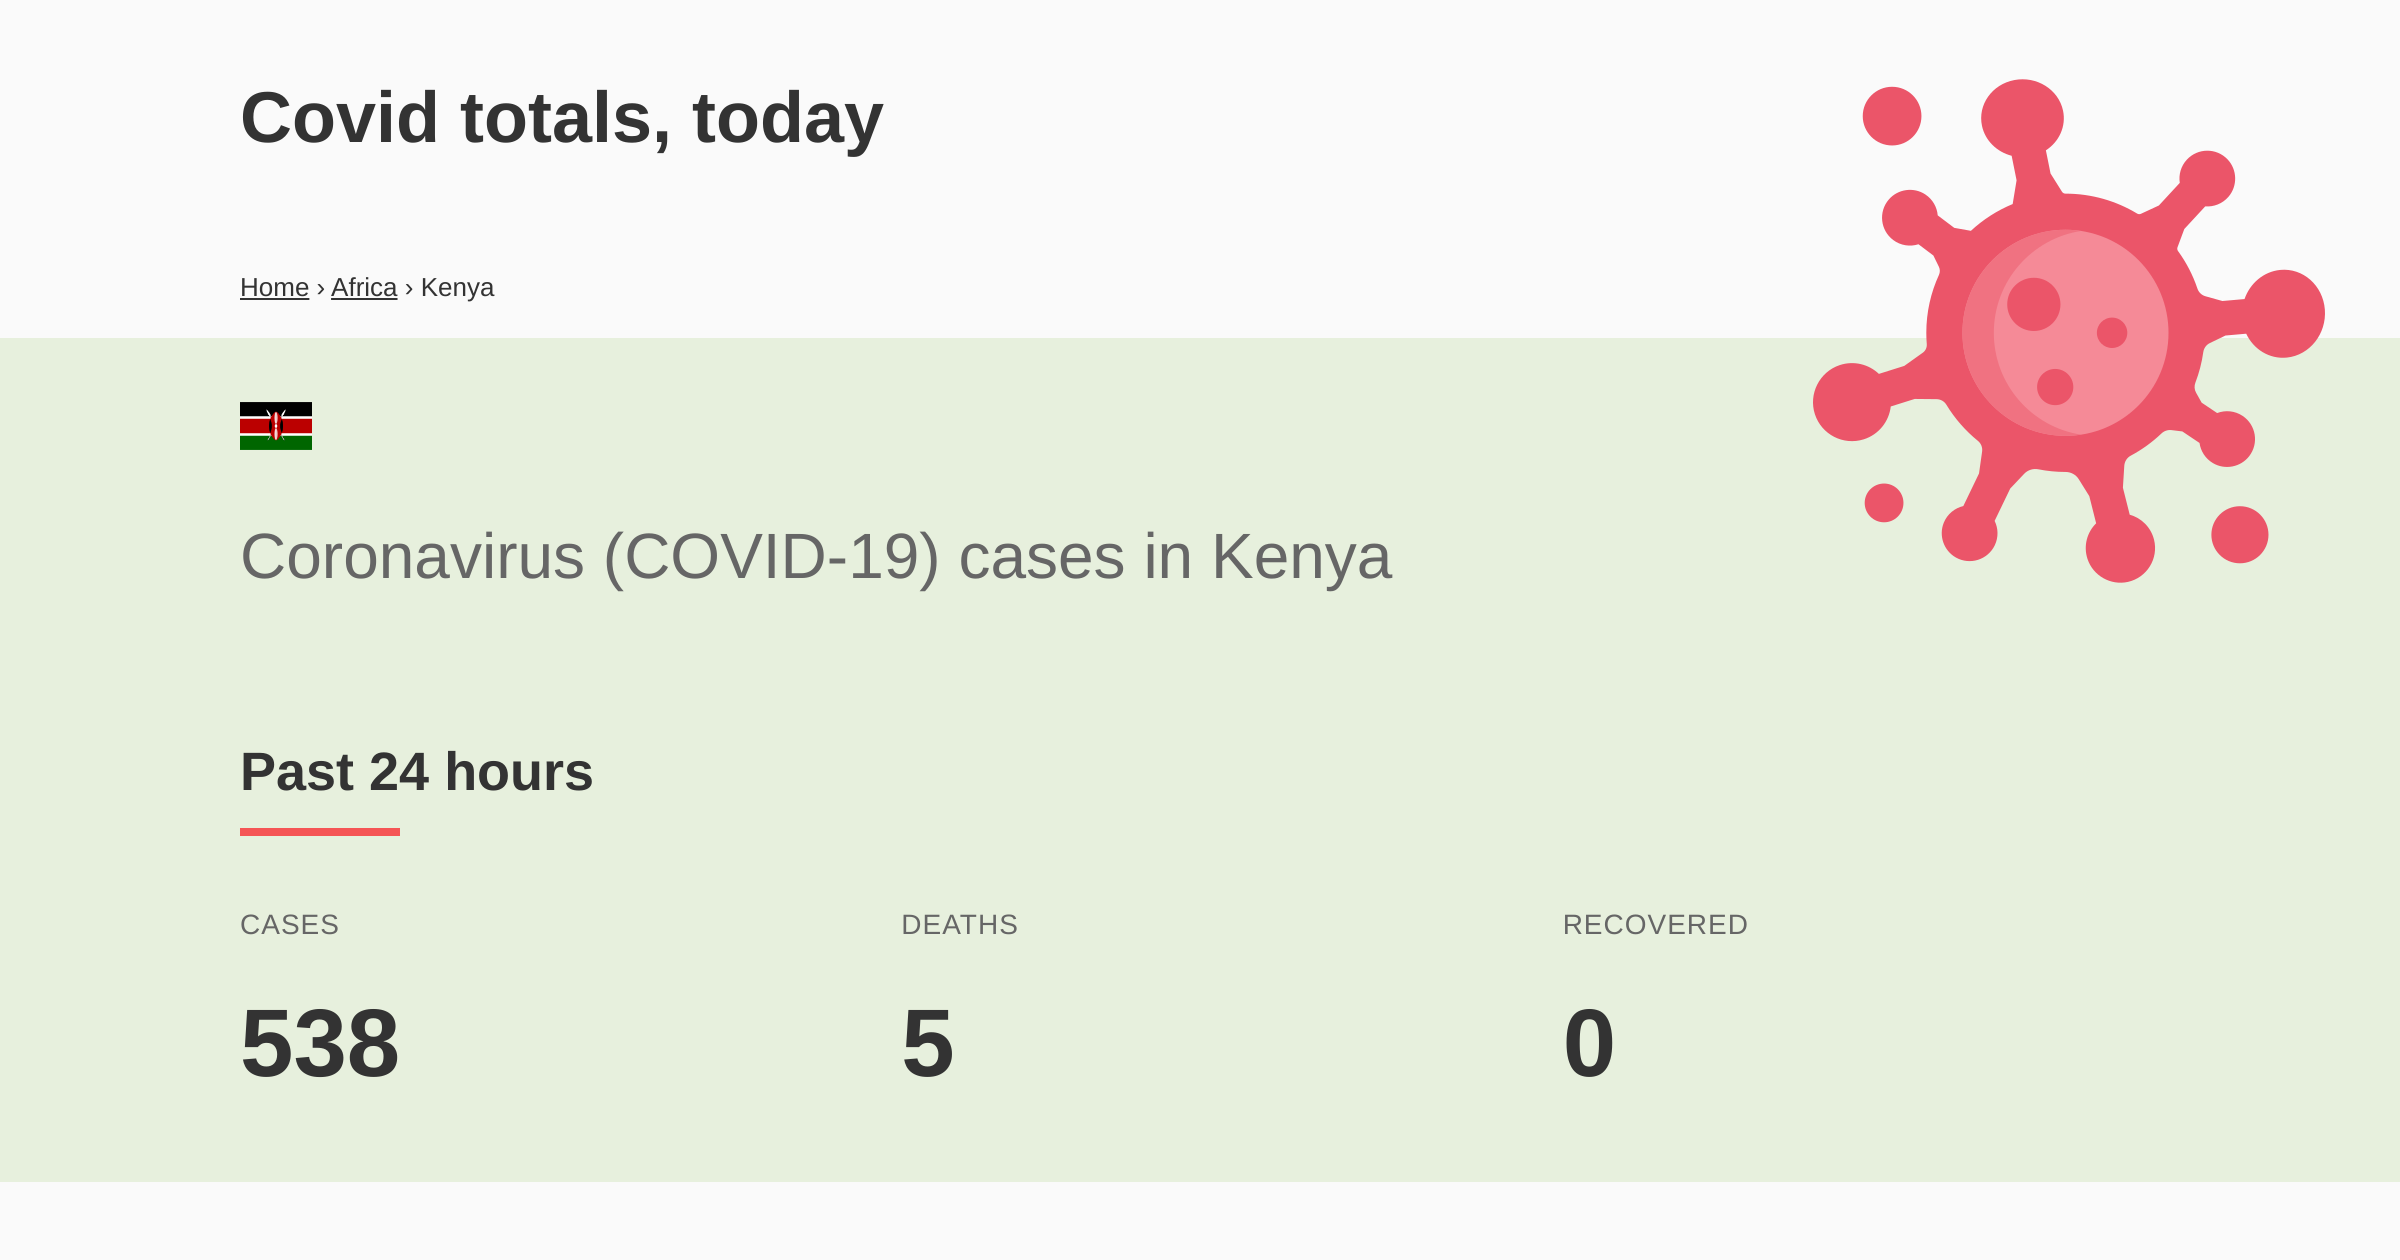 Covid totals, today
Home › Africa › Kenya
Coronavirus (COVID-19) cases in Kenya
Past 24 hours
CASES DEATHS RECOVERED
538 5 0